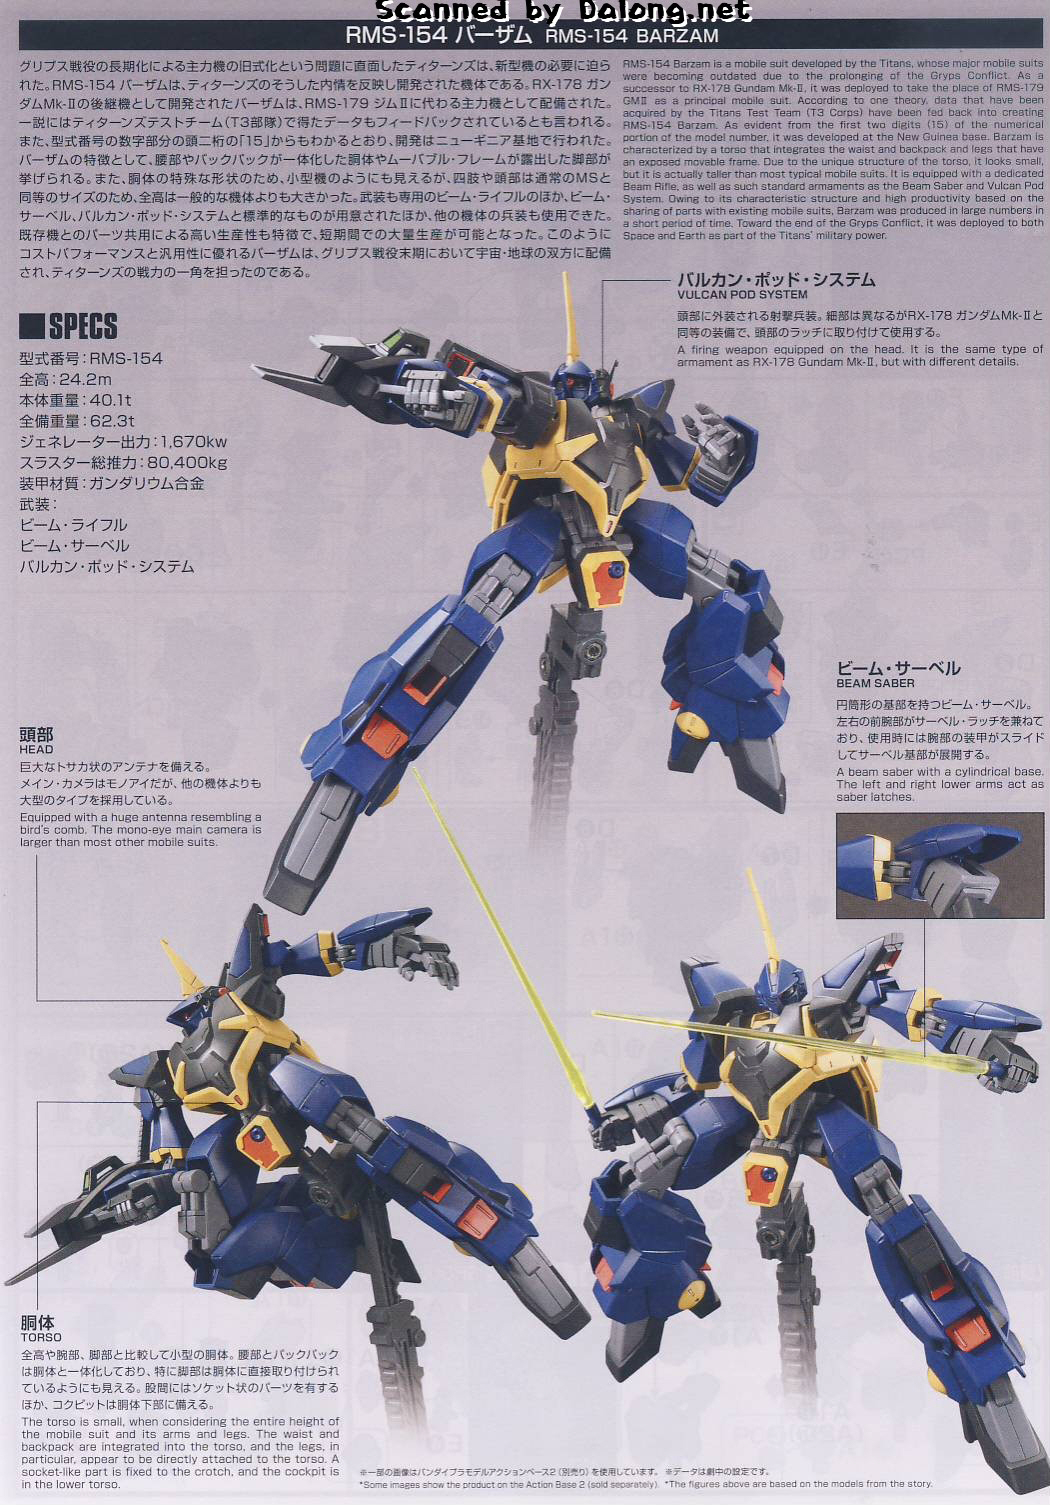 Scanned by Dalong.net
RMS-154 バーザム RMS-154 BARZAM
グリプス戦役の長期化による主力機の旧式化という問題に直面したティターンズは、新型機の必要に迫ら
れた。RMS-154 バーザムは、ティターンズのそうした内情を反映し開発された機体である。RX-178 ガン
ダムMk-Ⅱの後継機として開発されたバーザムは、RMS-179 ジムⅡに代わる主力機として配備された。
一説にはティターンズテストチーム(T3部隊)で得たデータもフィードバックされているとも言われる。
また、型式番号の数字部分の頭二桁の「15」からもわかるとおり、開発はニューギニア基地で行われた。
バーザムの特徴として、腰部やバックパックが一体化した胴体やムーバブル・フレームが露出した脚部が
挙げられる。また、胴体の特殊な形状のため、小型機のようにも見えるが、四肢や頭部は通常のMSと
同等のサイズのため、全高は一般的な機体よりも大きかった。武装も専用のビーム・ライフルのほか、ビーム・
サーベル、バルカン・ポッド・システムと標準的なものが用意されたほか、他の機体の兵装も使用できた。
既存機とのパーツ共用による高い生産性も特徴で、短期間での大量生産が可能となった。このように
コストパフォーマンスと汎用性に優れるバーザムは、グリプス戦役末期において宇宙・地球の双方に配備
され、ティターンズの戦力の一角を担ったのである。
RMS-154 Barzam is a mobile suit developed by the Titans, whose major mobile suits
were becoming outdated due to the prolonging of the Gryps Conflict. As a
successor to RX-178 Gundam Mk-Ⅱ, it was deployed to take the place of RMS-179
GMⅡ as a principal mobile suit. According to one theory, data that have been
acquired by the Titans Test Team (T3 Corps) have been fed back into creating
RMS-154 Barzam. As evident from the first two digits (15) of the numerical
portion of the model number, it was developed at the New Guinea base. Barzam is
characterized by a torso that integrates the waist and backpack and legs that have
an exposed movable frame. Due to the unique structure of the torso, it looks small,
but it is actually taller than most typical mobile suits. It is equipped with a dedicated
Beam Rifle, as well as such standard armaments as the Beam Saber and Vulcan Pod
System. Owing to its characteristic structure and high productivity based on the
sharing of parts with existing mobile suits, Barzam was produced in large numbers in
a short period of time. Toward the end of the Gryps Conflict, it was deployed to both
Space and Earth as part of the Titans' military power.
■SPECS
型式番号：RMS-154
全高：24.2m
本体重量：40.1t
全備重量：62.3t
ジェネレーター出力：1,670kw
スラスター総推力：80,400kg
装甲材質：ガンダリウム合金
武装：
ビーム・ライフル
ビーム・サーベル
バルカン・ポッド・システム
バルカン・ポッド・システム
VULCAN POD SYSTEM
頭部に外装される射撃兵装。細部は異なるがRX-178 ガンダムMk-Ⅱと
同等の装備で、頭部のラッチに取り付けて使用する。
A firing weapon equipped on the head. It is the same type of
armament as RX-178 Gundam Mk-Ⅱ, but with different details.
ビーム・サーベル
BEAM SABER
円筒形の基部を持つビーム・サーベル。
左右の前腕部がサーベル・ラッチを兼ねて
おり、使用時には腕部の装甲がスライド
してサーベル基部が展開する。
A beam saber with a cylindrical base.
The left and right lower arms act as
saber latches.
頭部
HEAD
巨大なトサカ状のアンテナを備える。
メイン・カメラはモノアイだが、他の機体よりも
大型のタイプを採用している。
Equipped with a huge antenna resembling a
bird's comb. The mono-eye main camera is
larger than most other mobile suits.
胴体
TORSO
全高や腕部、脚部と比較して小型の胴体。腰部とバックパック
は胴体と一体化しており、特に脚部は胴体に直接取り付けられ
ているようにも見える。股間にはソケット状のパーツを有する
ほか、コクピットは胴体下部に備える。
The torso is small, when considering the entire height of
the mobile suit and its arms and legs. The waist and
backpack are integrated into the torso, and the legs, in
particular, appear to be directly attached to the torso. A
socket-like part is fixed to the crotch, and the cockpit is
in the lower torso.
※一部の画像はバンダイプラモデルアクションベース2(別売り)を使用しています。 ※データは劇中の設定です。
*Some images show the product on the Action Base 2 (sold separately). *The figures above are based on the models from the story.